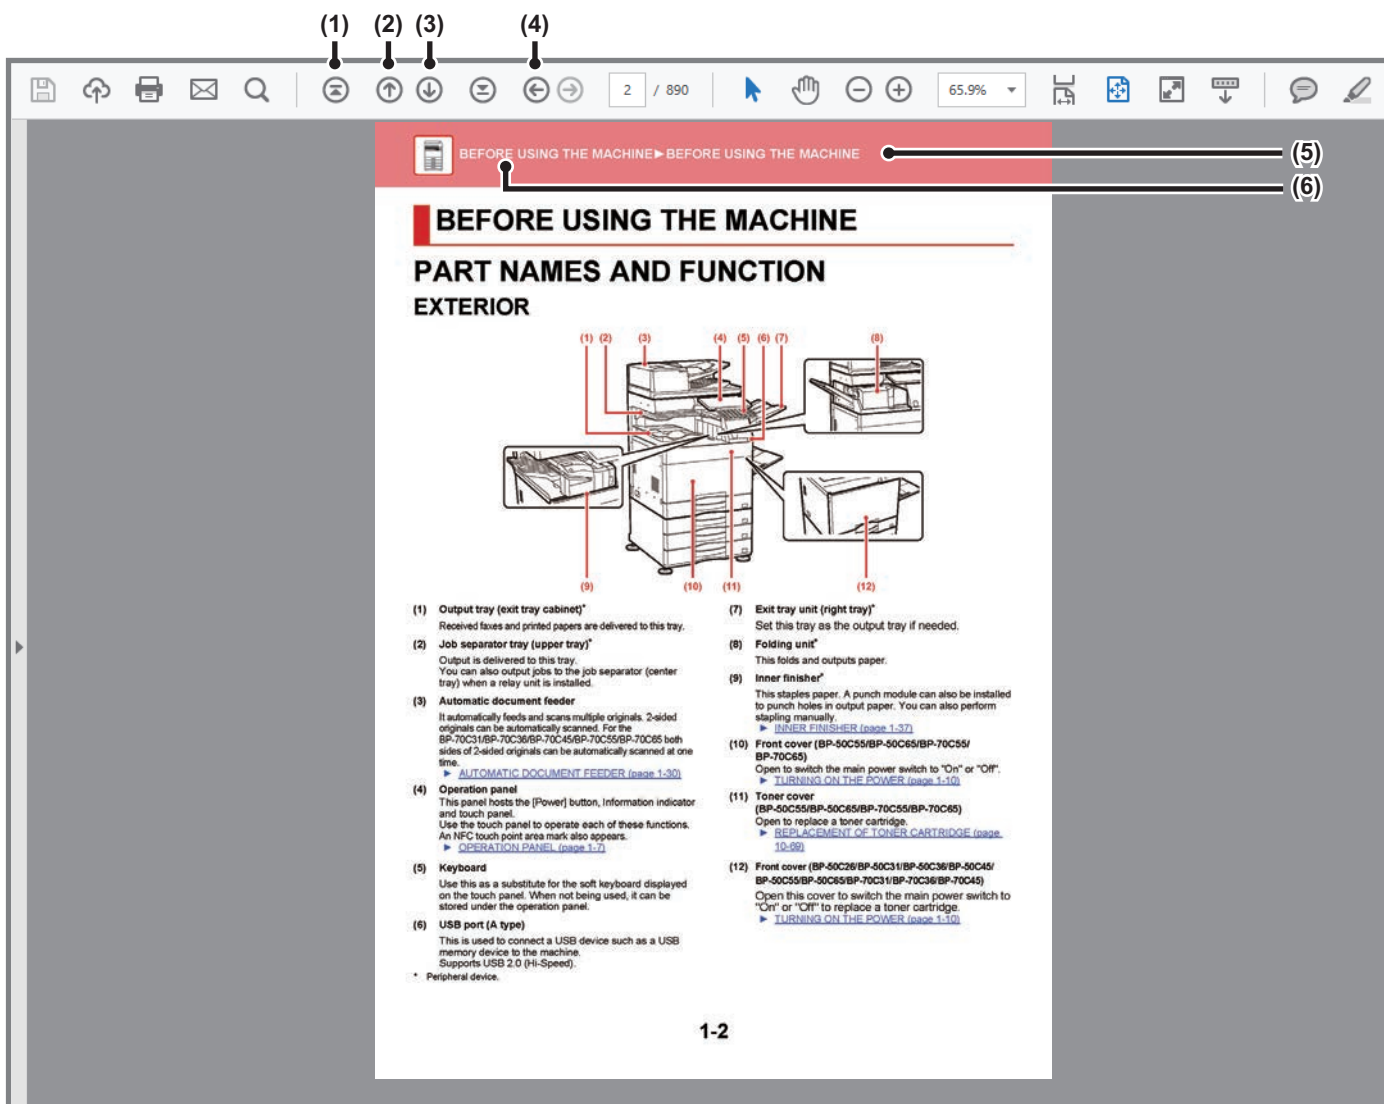 (1) (2) (3) (4)
2 / 890 65.9%
BEFORE USING THE MACHINE►BEFORE USING THE MACHINE
(5)
(6)
BEFORE USING THE MACHINE
PART NAMES AND FUNCTION
EXTERIOR
(1) (2) (3) (4) (5) (6) (7) (8)
(9) (10) (11) (12)
(1) Output tray (exit tray cabinet)*
Received faxes and printed papers are delivered to this tray.
(2) Job separator tray (upper tray)*
Output is delivered to this tray.
You can also output jobs to the job separator (center
tray) when a relay unit is installed.
(3) Automatic document feeder
It automatically feeds and scans multiple originals. 2-sided
originals can be automatically scanned. For the
BP-70C31/BP-70C36/BP-70C45/BP-70C55/BP-70C65 both
sides of 2-sided originals can be automatically scanned at one
time.
► AUTOMATIC DOCUMENT FEEDER (page 1-30)
(4) Operation panel
This panel hosts the [Power] button, Information indicator
and touch panel.
Use the touch panel to operate each of these functions.
An NFC touch point area mark also appears.
► OPERATION PANEL (page 1-7)
(5) Keyboard
Use this as a substitute for the soft keyboard displayed
on the touch panel. When not being used, it can be
stored under the operation panel.
(6) USB port (A type)
This is used to connect a USB device such as a USB
memory device to the machine.
Supports USB 2.0 (Hi-Speed).
* Peripheral device.
(7) Exit tray unit (right tray)*
Set this tray as the output tray if needed.
(8) Folding unit*
This folds and outputs paper.
(9) Inner finisher*
This staples paper. A punch module can also be installed
to punch holes in output paper. You can also perform
stapling manually.
► INNER FINISHER (page 1-37)
(10) Front cover (BP-50C55/BP-50C65/BP-70C55/
BP-70C65)
Open to switch the main power switch to "On" or "Off".
► TURNING ON THE POWER (page 1-10)
(11) Toner cover
(BP-50C55/BP-50C65/BP-70C55/BP-70C65)
Open to replace a toner cartridge.
► REPLACEMENT OF TONER CARTRIDGE (page
10-69)
(12) Front cover (BP-50C26/BP-50C31/BP-50C36/BP-50C45/
BP-50C55/BP-50C65/BP-70C31/BP-70C36/BP-70C45)
Open this cover to switch the main power switch to
"On" or "Off" to replace a toner cartridge.
► TURNING ON THE POWER (page 1-10)
1-2